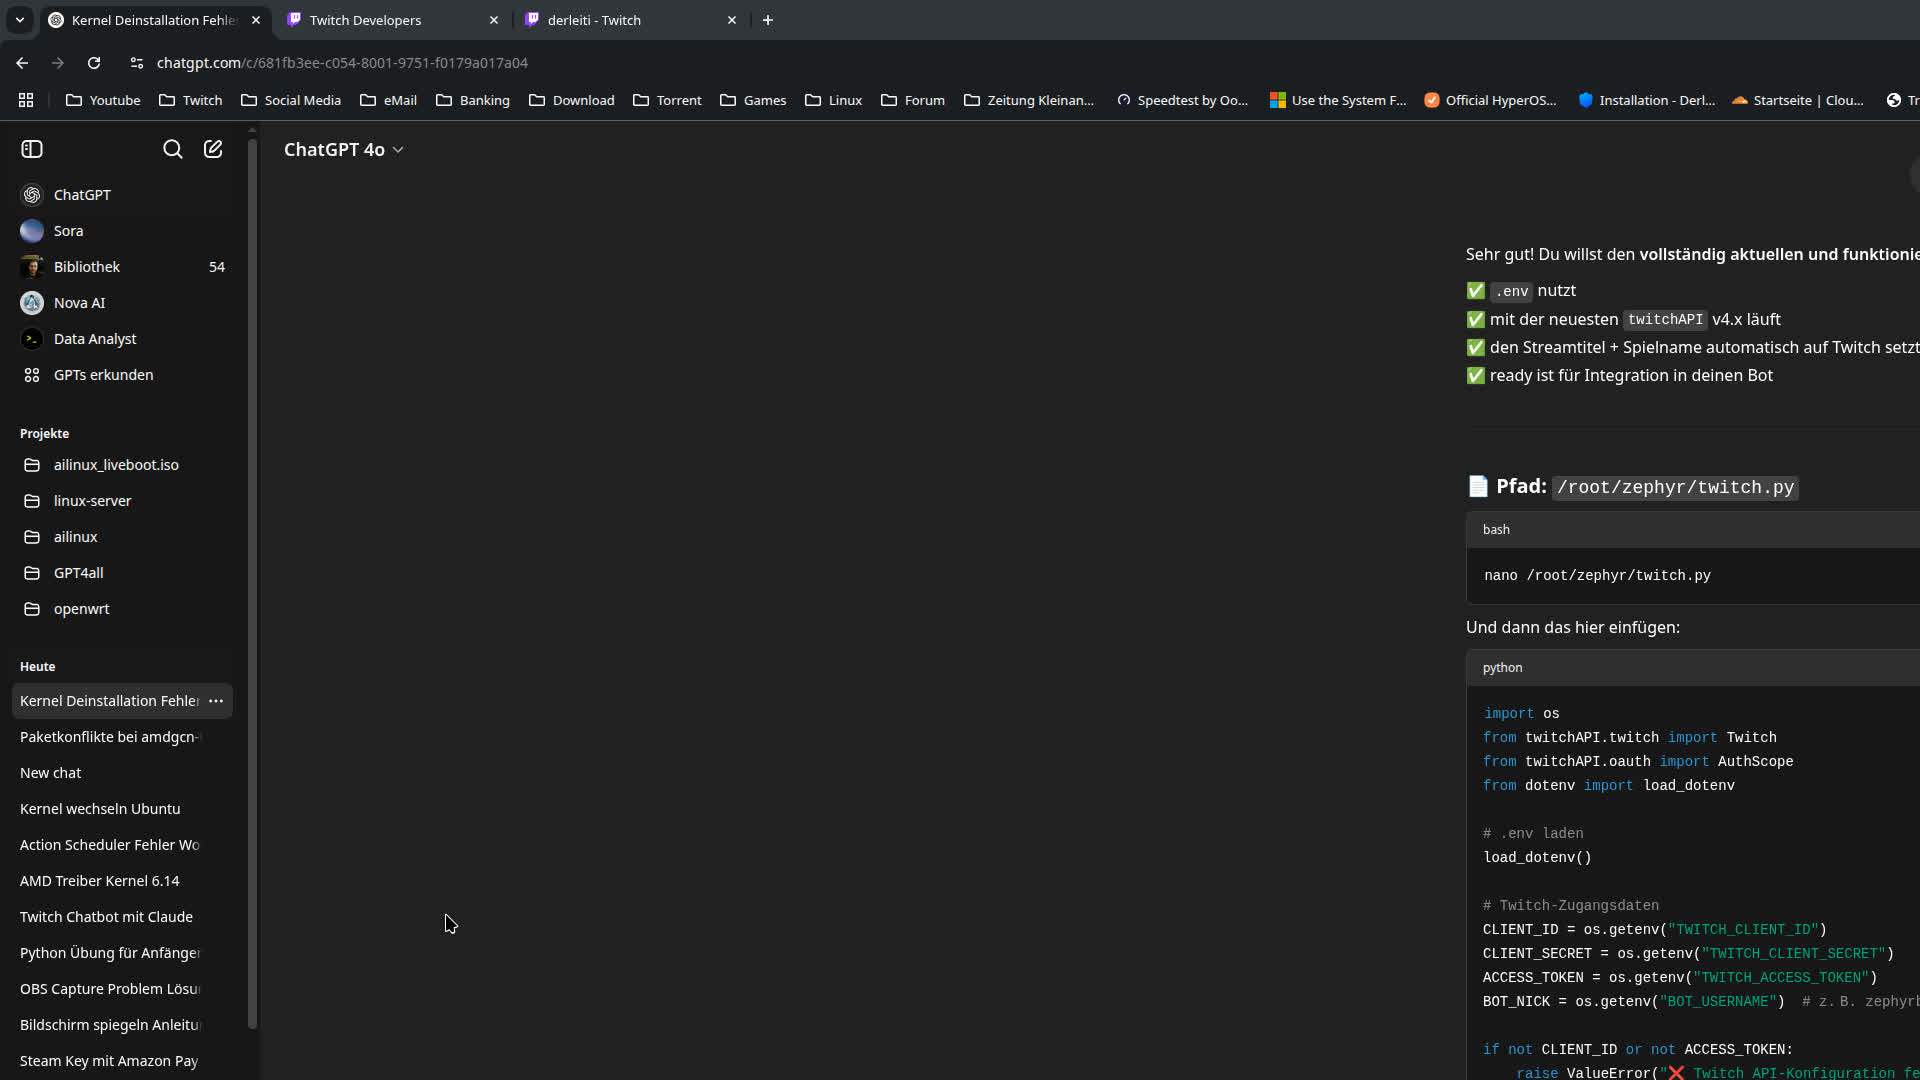 Kernel Deinstallation Fehle
Twitch Developers
derleiti - Twitch
chatgpt.com/c/681fb3ee-c054-8001-9751-f0179a017a04
Youtube
Twitch
Social Media
eMail
Banking
Download
Torrent
Games
Linux
Forum
Zeitung Kleinan...
Speedtest by Oo...
Use the System F...
Official HyperOS...
Installation - Derl...
Startseite | Clou...
Tr
ChatGPT 4o
ChatGPT
Sora
Bibliothek 54
Nova AI
Data Analyst
GPTs erkunden
Projekte
ailinux_liveboot.iso
linux-server
ailinux
GPT4all
openwrt
Heute
Kernel Deinstallation Fehler
Paketkonflikte bei amdgcn-
New chat
Kernel wechseln Ubuntu
Action Scheduler Fehler Wo
AMD Treiber Kernel 6.14
Twitch Chatbot mit Claude
Python Übung für Anfänger
OBS Capture Problem Lösu
Bildschirm spiegeln Anleitu
Steam Key mit Amazon Pay
Sehr gut! Du willst den vollständig aktuellen und funktionie
✅ .env nutzt
✅ mit der neuesten twitchAPI v4.x läuft
✅ den Streamtitel + Spielname automatisch auf Twitch setzt
✅ ready ist für Integration in deinen Bot
📄 Pfad: /root/zephyr/twitch.py
bash
nano /root/zephyr/twitch.py
Und dann das hier einfügen:
python
import os
from twitchAPI.twitch import Twitch
from twitchAPI.oauth import AuthScope
from dotenv import load_dotenv
# .env laden
load_dotenv()
# Twitch-Zugangsdaten
CLIENT_ID = os.getenv("TWITCH_CLIENT_ID")
CLIENT_SECRET = os.getenv("TWITCH_CLIENT_SECRET")
ACCESS_TOKEN = os.getenv("TWITCH_ACCESS_TOKEN")
BOT_NICK = os.getenv("BOT_USERNAME")  # z. B. zephyrb
if not CLIENT_ID or not ACCESS_TOKEN:
raise ValueError("❌ Twitch API-Konfiguration fe